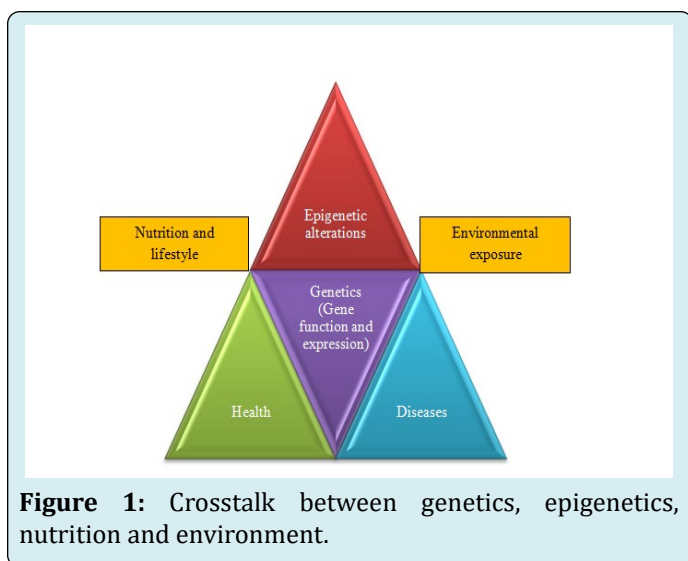 Epigenetic
alterations
Nutrition and
lifestyle
Environmental
exposure
Genetics
(Gene
function and
expression)
Health
Diseases
Figure 1: Crosstalk between genetics, epigenetics,
nutrition and environment.